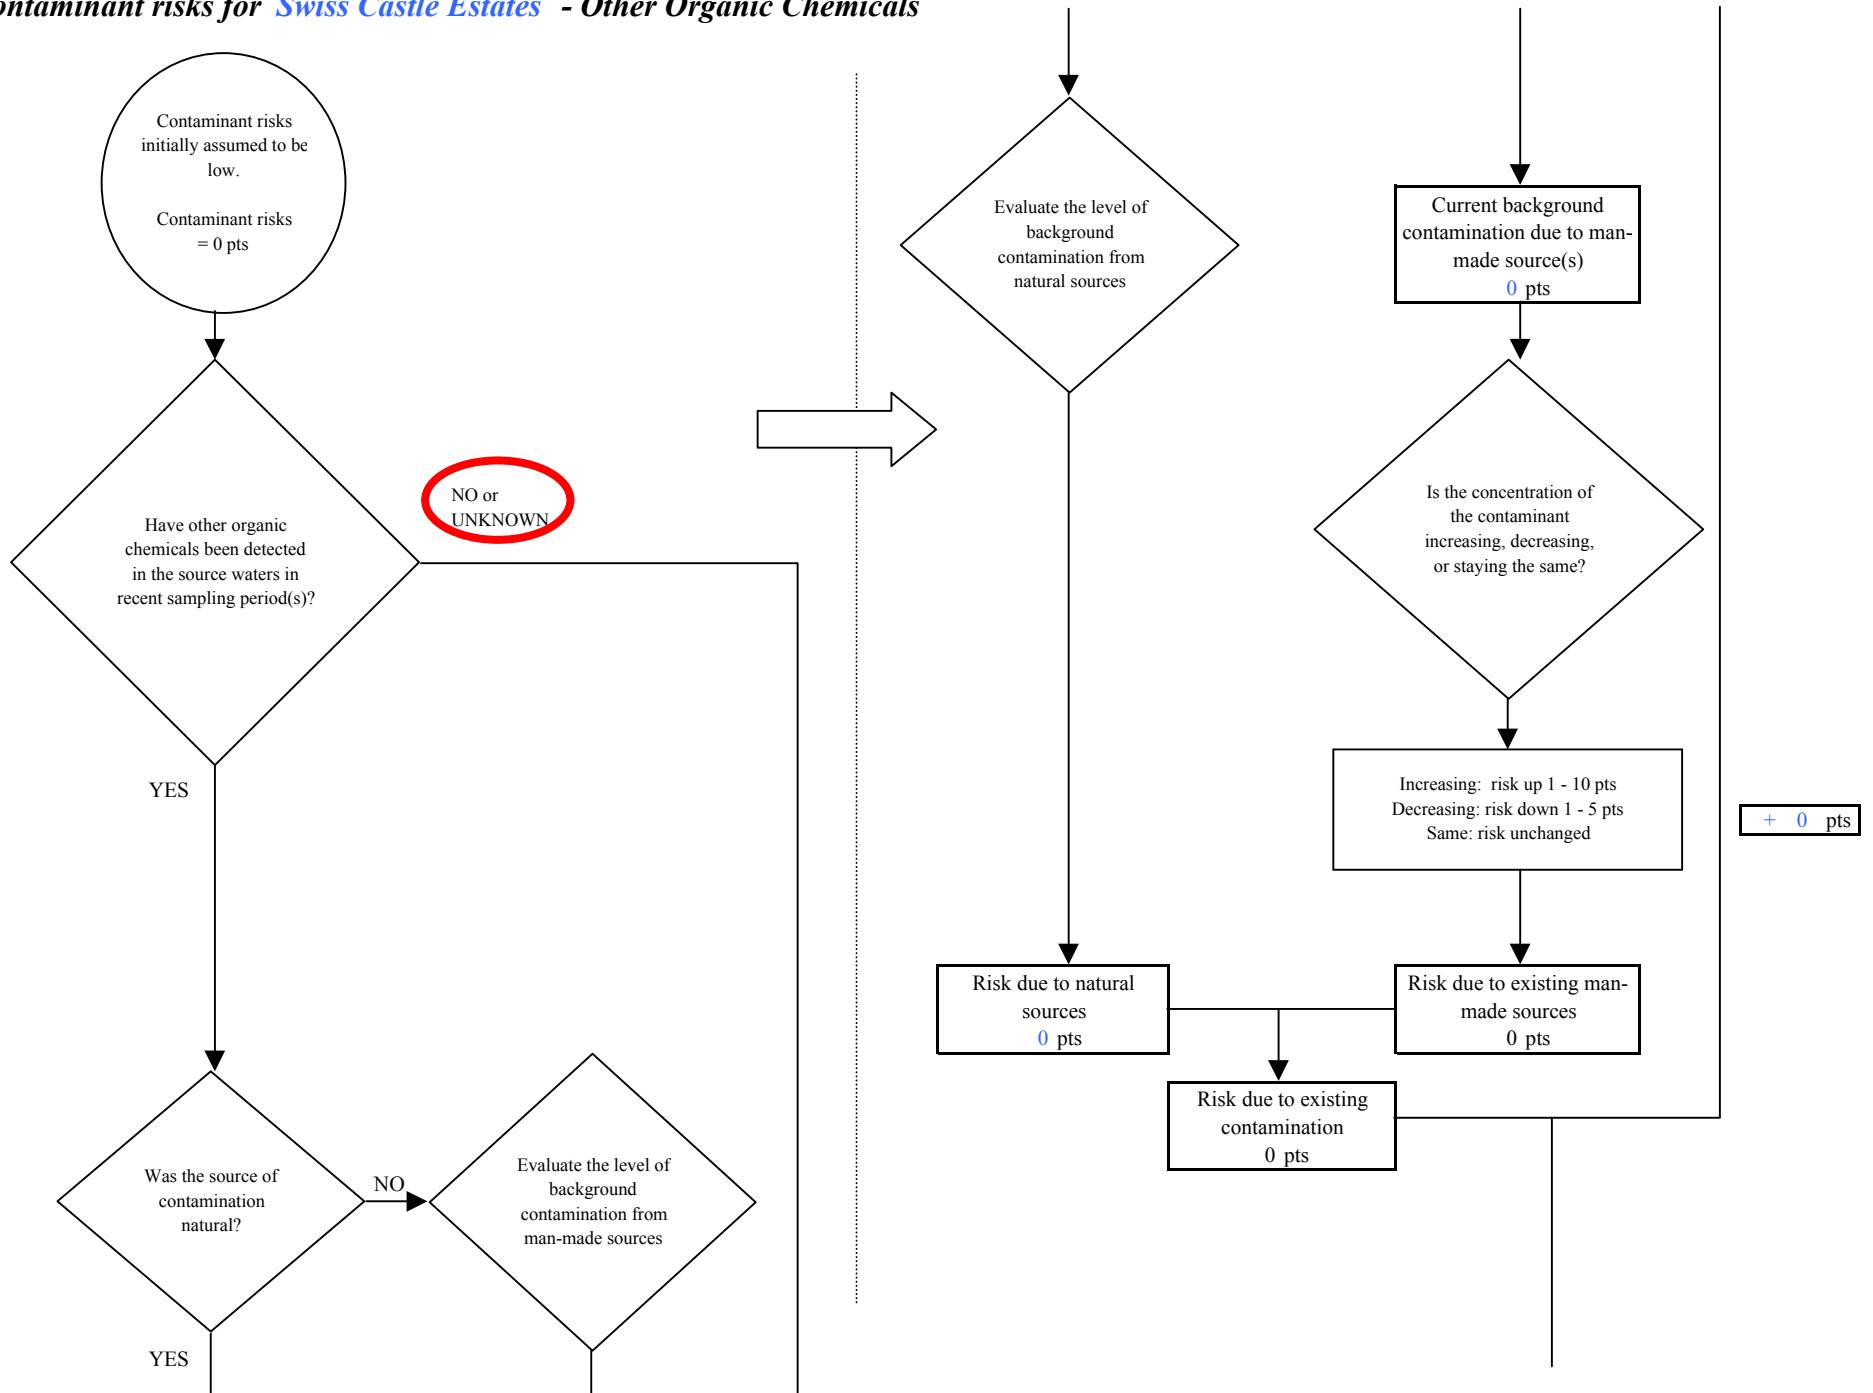 ontaminant risks for Swiss Castle Estates - Other Organic Chemicals
Contaminant risks
initially assumed to be
low.
Contaminant risks
= 0 pts
Have other organic
chemicals been detected
in the source waters in
recent sampling period(s)?
NO or
UNKNOWN
YES
Was the source of
contamination
natural?
NO
Evaluate the level of
background
contamination from
man-made sources
YES
Evaluate the level of
background
contamination from
natural sources
Current background
contamination due to man-
made source(s)
0 pts
Is the concentration of
the contaminant
increasing, decreasing,
or staying the same?
Increasing: risk up 1 - 10 pts
Decreasing: risk down 1 - 5 pts
Same: risk unchanged
+ 0 pts
Risk due to natural
sources
0 pts
Risk due to existing man-
made sources
0 pts
Risk due to existing
contamination
0 pts